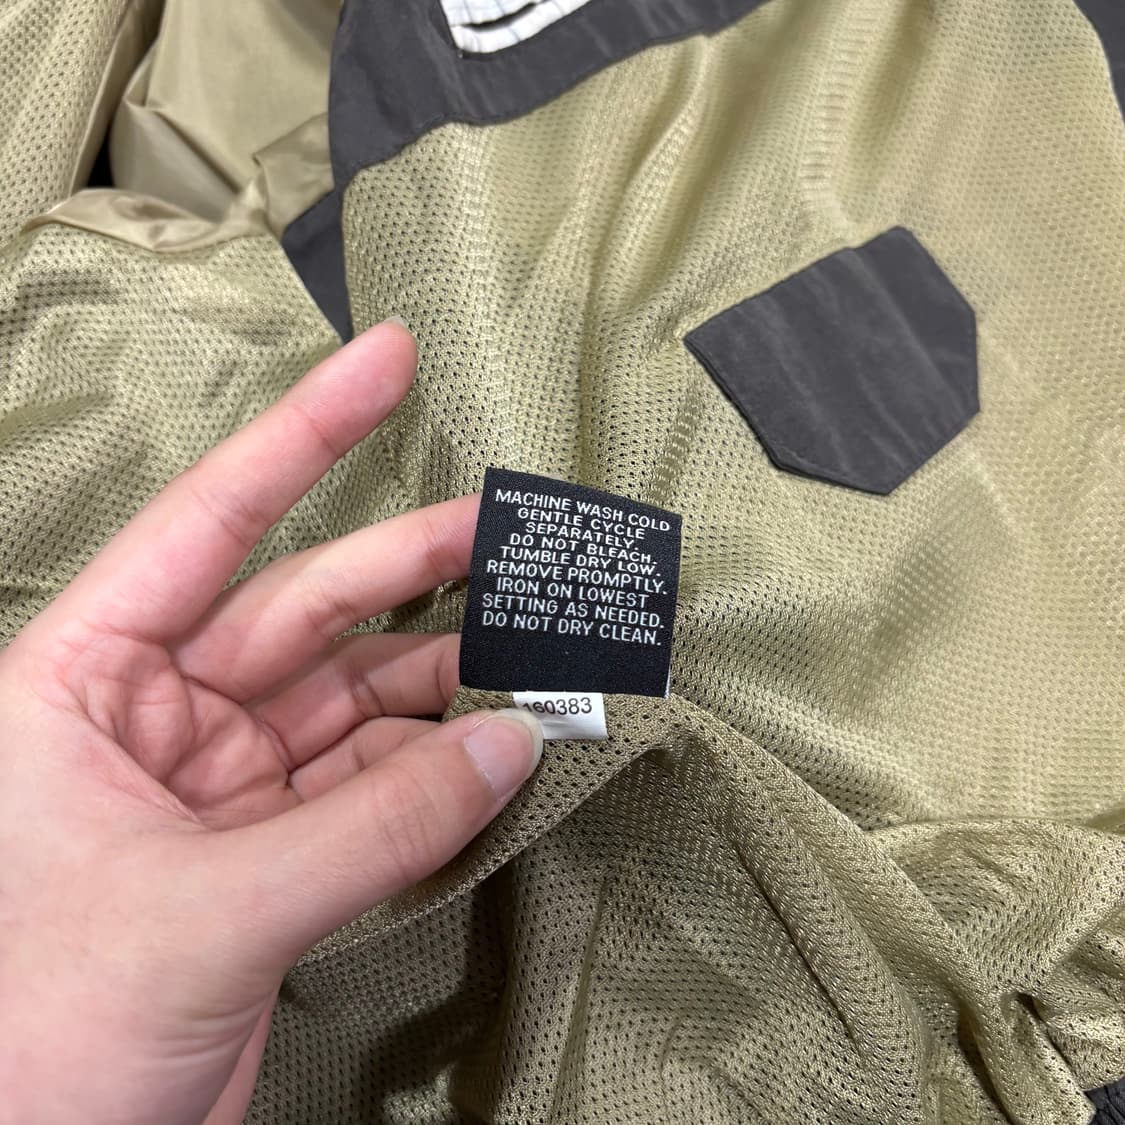 MACHINE WASH COLD
GENTLE CYCLE
SEPARATELY.
DO NOT BLEACH.
TUMBLE DRY LOW.
REMOVE PROMPTLY.
IRON ON LOWEST
SETTING AS NEEDED.
DO NOT DRY CLEAN.
160383